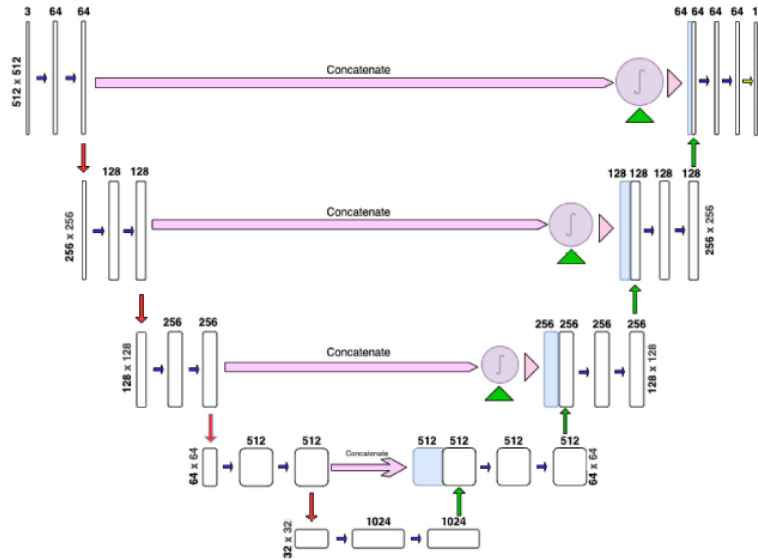 3 64 64
64 64 64 64 1
512 x 512
Concatenate
∫
128 128
128 128 128 128
256 x 256
Concatenate
∫
256 x 256
256 256
256 256 256 256
128 x 128
Concatenate
∫
128 x 128
512 512
512 512 512 512
64 x 64
Concatenate
64 x 64
1024 1024
32 x 32